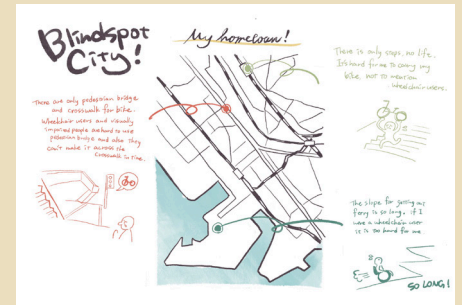 Blindspot
City!
My hometown!
There is only steps, no life.
It's hard for me to carry my
bike, not to mention
wheelchair users.
There are only pedestrian bridge
and crosswalk for bike.
Wheelchair users and visually
impaired people are hard to use
pedestrian bridge and also they
can't make it across the
crosswalk in time.
The slope for getting on
ferry is so long, if I
were a wheelchair user
it is too hard for me.
SO LONG!